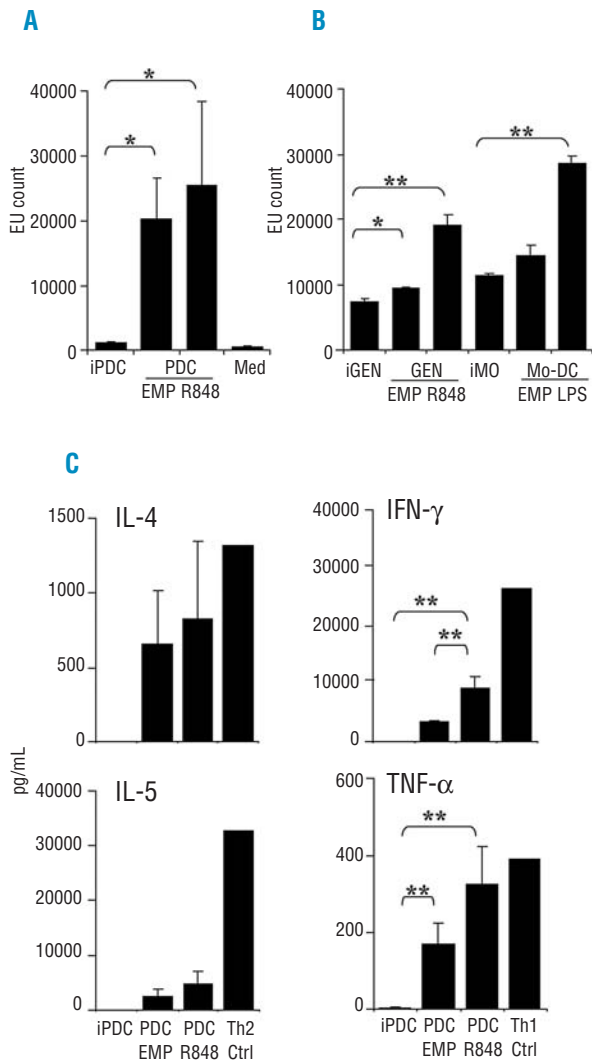 A
EU count
40000
30000
20000
10000
0
*
*
iPDC PDC Med
EMP R848
B
EU count
40000
30000
20000
10000
0
**
*
**
iGEN GEN iMO Mo-DC
EMP R848 EMP LPS
C
pg/mL
IL-4
1500
1000
500
0
IFN-γ
40000
30000
20000
10000
0
**
**
IL-5
40000
30000
10000
0
iPDC PDC PDC Th2
EMP R848 Ctrl
TNF-α
600
400
200
0
**
**
iPDC PDC PDC Th1
EMP R848 Ctrl